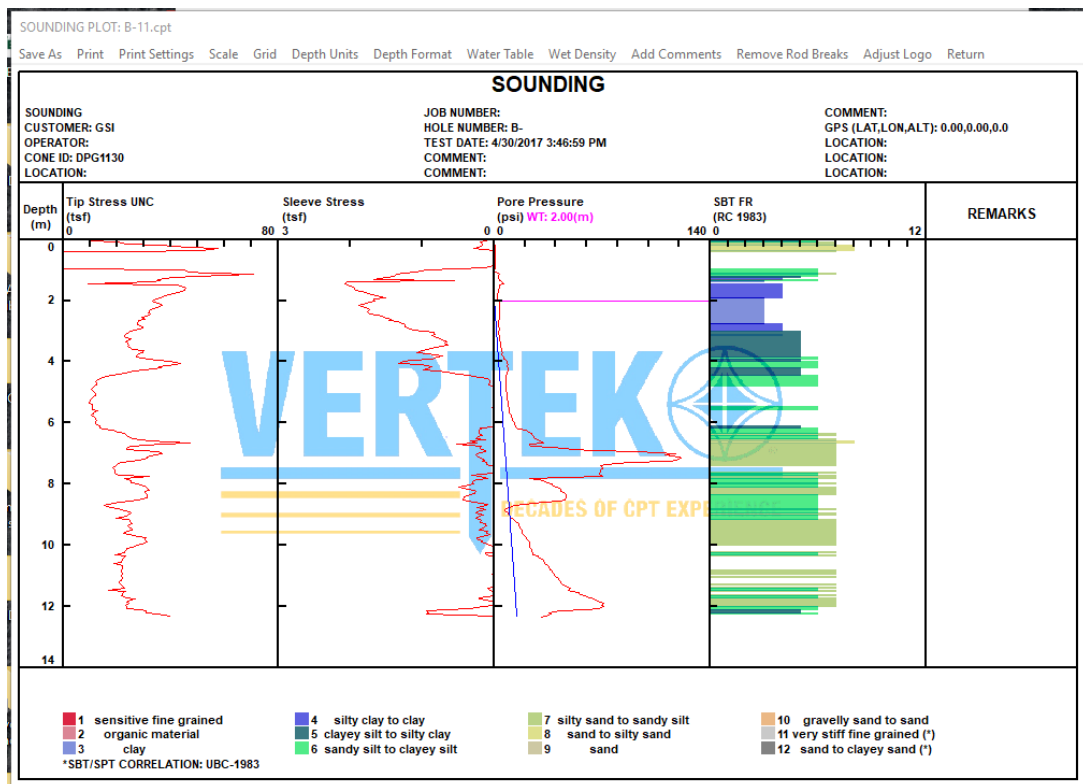 SOUNDING PLOT: B-11.cpt
Save As Print Print Settings Scale Grid Depth Units Depth Format Water Table Wet Density Add Comments Remove Rod Breaks Adjust Logo Return
SOUNDING
SOUNDING JOB NUMBER: COMMENT:
CUSTOMER: GSI HOLE NUMBER: B- GPS (LAT,LON,ALT): 0.00,0.00,0.0
OPERATOR: TEST DATE: 4/30/2017 3:46:59 PM LOCATION:
CONE ID: DPG1130 COMMENT: LOCATION:
LOCATION: COMMENT: LOCATION:
Depth (m)
Tip Stress UNC
(tsf)
0 80
Sleeve Stress
(tsf)
3 0
Pore Pressure
(psi) WT: 2.00(m)
0 140
SBT FR
(RC 1983)
0 12
REMARKS
0
2
4
6
8
10
12
14
VERTEK
DECADES OF CPT EXPERIENCE
1 sensitive fine grained 4 silty clay to clay 7 silty sand to sandy silt 10 gravelly sand to sand
2 organic material 5 clayey silt to silty clay 8 sand to silty sand 11 very stiff fine grained (*)
3 clay 6 sandy silt to clayey silt 9 sand 12 sand to clayey sand (*)
*SBT/SPT CORRELATION: UBC-1983